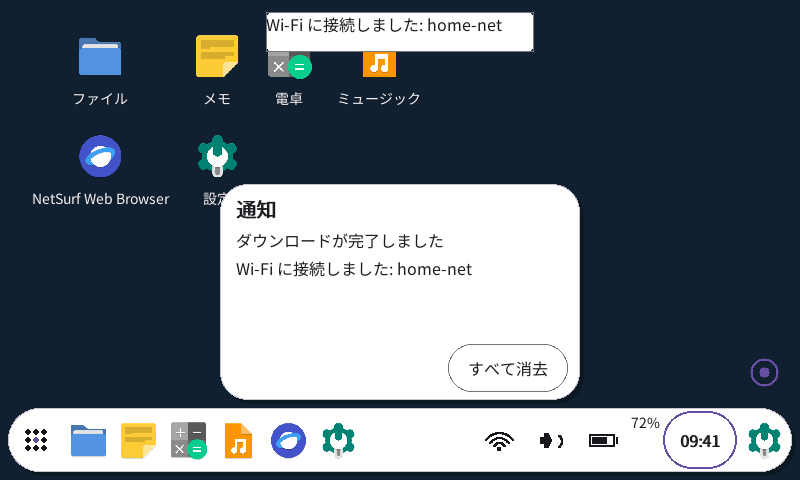 Wi-Fi に接続しました: home-net
ファイル
メモ
電卓
ミュージック
NetSurf Web Browser
設定
通知
ダウンロードが完了しました
Wi-Fi に接続しました: home-net
すべて消去
72%
09:41